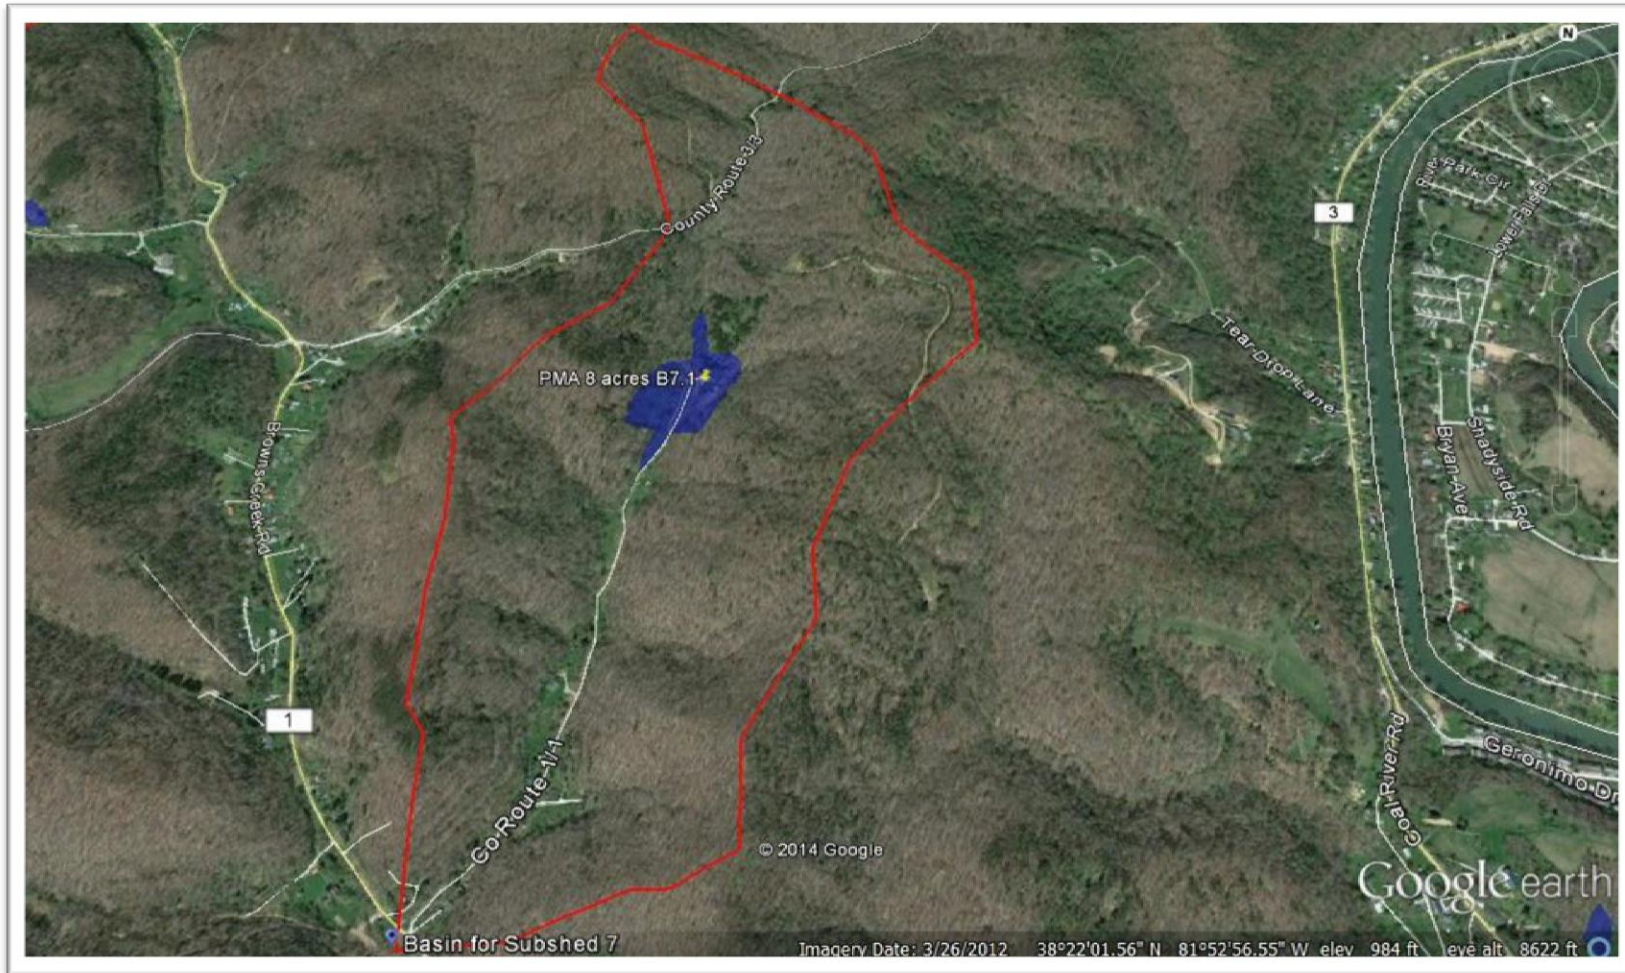 N
Park Cir
River
Lower Falls Dr
3
County Route 3/3
Tear Drop Lane
PMA 8 acres B7.1
Browns Creek Rd
Bryan Ave
Shadyside Rd
1
Co Route 1/1
Coal River Rd
Geronimo Dr
© 2014 Google
Google earth
Basin for Subshed 7
Imagery Date: 3/26/2012 38°22'01.56" N 81°52'56.55" W elev 984 ft eye alt 8622 ft